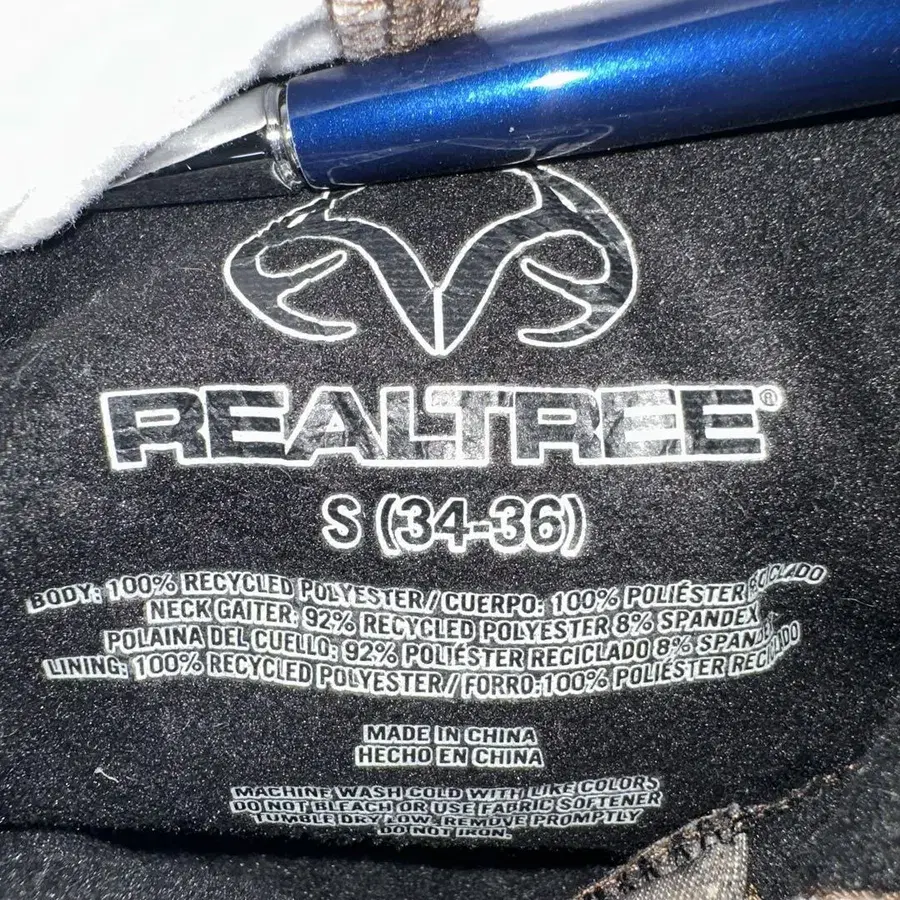 REALTREE®
S (34-36)
BODY: 100% RECYCLED POLYESTER / CUERPO: 100% POLIÉSTER RECICLADO
NECK GAITER: 92% RECYCLED POLYESTER 8% SPANDEX
POLAINA DEL CUELLO: 92% POLIÉSTER RECICLADO 8% SPANDEX
LINING: 100% RECYCLED POLYESTER / FORRO:100% POLIÉSTER RECICLADO
MADE IN CHINA
HECHO EN CHINA
MACHINE WASH COLD WITH LIKE COLORS
DO NOT BLEACH OR USE FABRIC SOFTENER
TUMBLE DRY LOW. REMOVE PROMPTLY
DO NOT IRON.